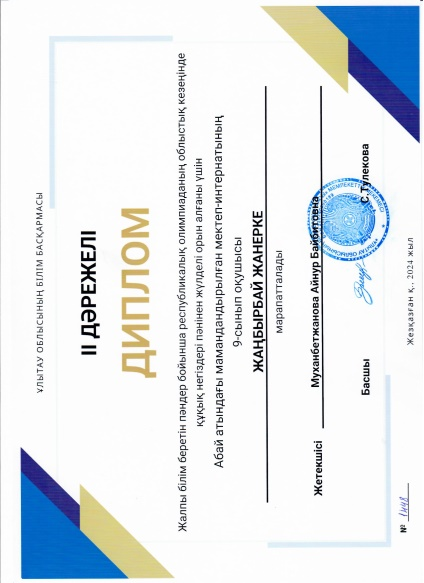 ҰЛЫТАУ ОБЛЫСЫНЫҢ БІЛІМ БАСҚАРМАСЫ
II ДӘРЕЖЕЛІ
ДИПЛОМ
Жалпы білім беретін пәндер бойынша республикалық олимпиаданың облыстық кезеңінде
құқық негіздері пәнінен жүлделі орын алғаны үшін
Абай атындағы мамандандырылған мектеп-интернатының
9-сынып оқушысы
ЖАҢБЫРБАЙ ЖАНЕРКЕ
марапатталады
Жетекшісі Муханбетжанова Айнур Байбитовна
Басшы С.Тулекова
№ 1448 Жезқазған қ., 2024 жыл